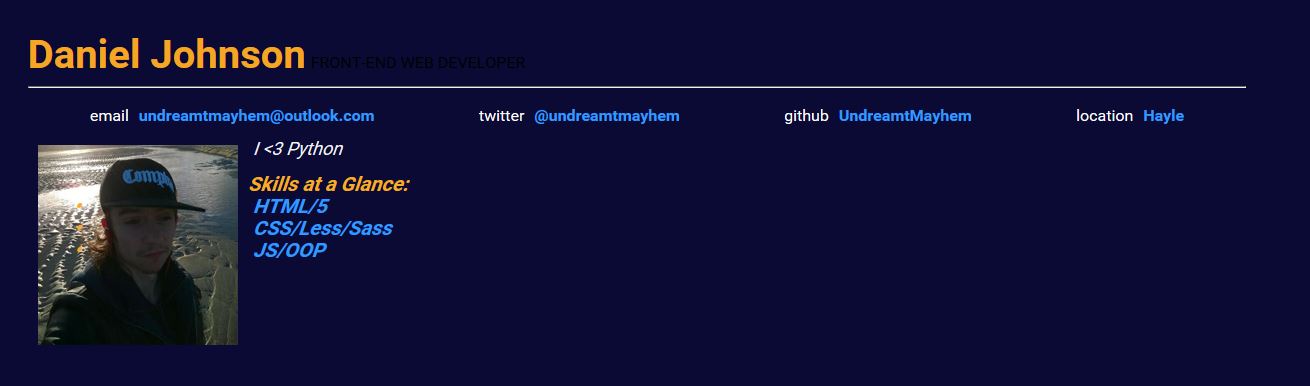 Daniel Johnson FRONT-END WEB DEVELOPER
email undreamtmayhem@outlook.com twitter @undreamtmayhem github UndreamtMayhem location Hayle
I <3 Python
Skills at a Glance:
HTML/5
CSS/Less/Sass
JS/OOP